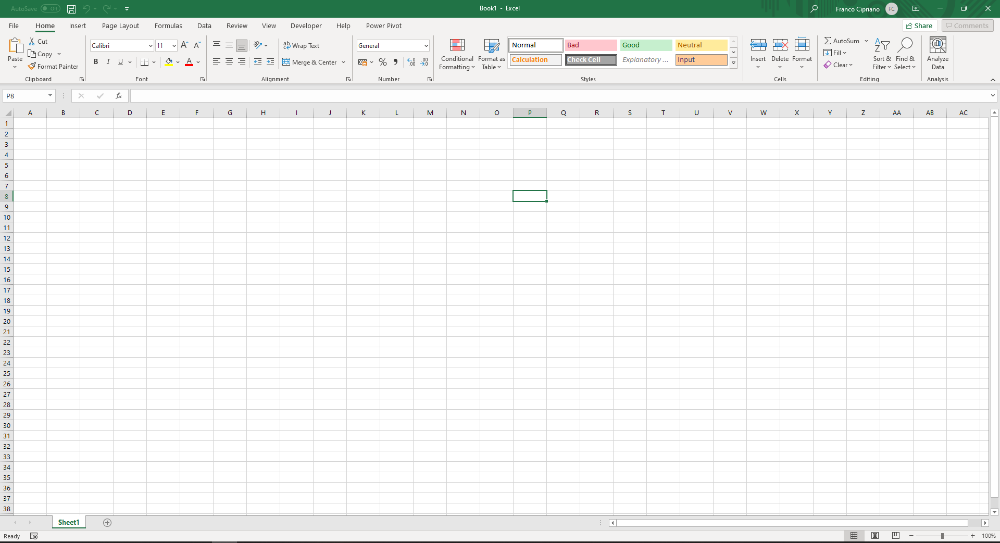 AutoSave Off
Book1 - Excel
Franco Cipriano FC
File Home Insert Page Layout Formulas Data Review View Developer Help Power Pivot
Share Comments
Paste
Cut
Copy
Format Painter
Clipboard
Calibri 11 A A
B I U A
Font
ab Wrap Text
Merge & Center
Alignment
General
% , .00 .00
Number
Conditional Formatting
Format as Table
Normal Bad Good Neutral
Calculation Check Cell Explanatory ... Input
Styles
Insert Delete Format
Cells
AutoSum
Fill
Clear
Sort & Filter
Find & Select
Editing
Analyze Data
Analysis
P8 fx
A B C D E F G H I J K L M N O P Q R S T U V W X Y Z AA AB AC
1
2
3
4
5
6
7
8
9
10
11
12
13
14
15
16
17
18
19
20
21
22
23
24
25
26
27
28
29
30
31
32
33
34
35
36
37
38
Sheet1
Ready
100%